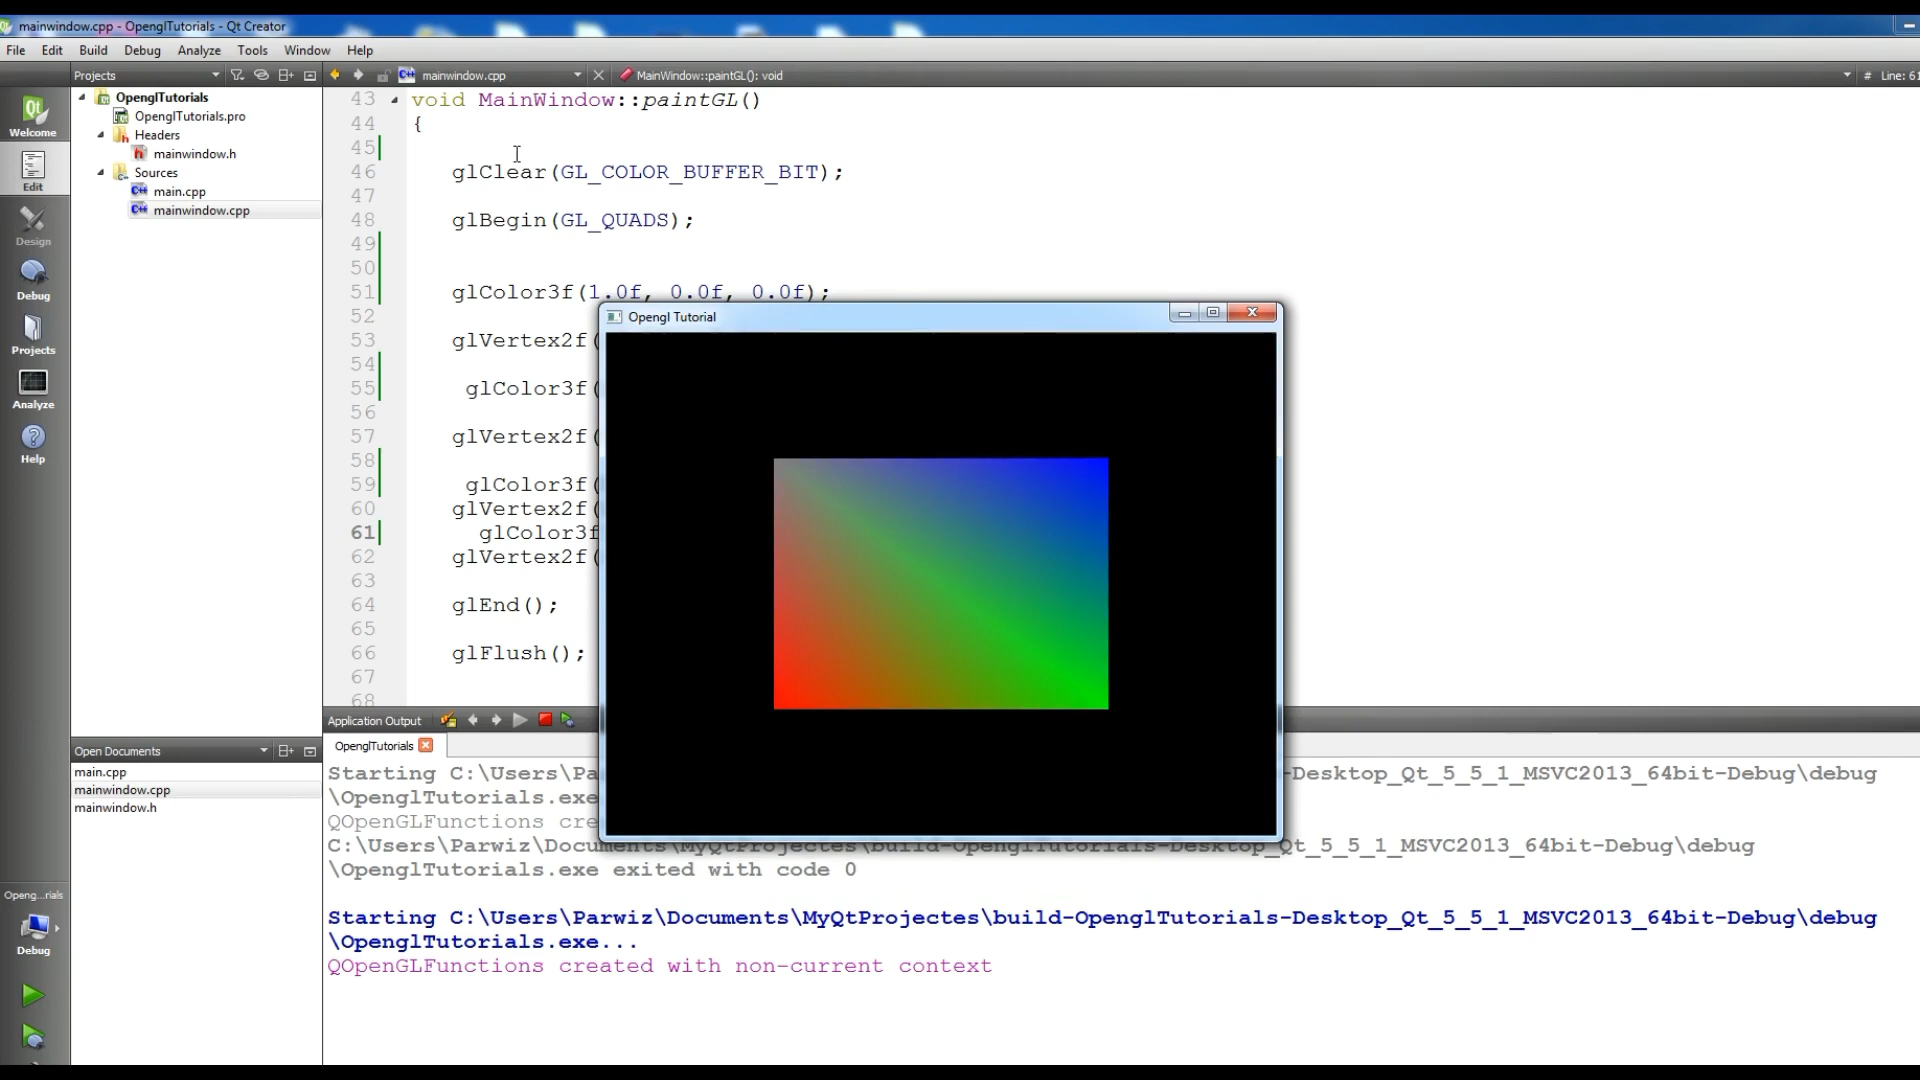 mainwindow.cpp - OpenglTutorials - Qt Creator
File Edit Build Debug Analyze Tools Window Help
Projects
mainwindow.cpp
MainWindow::paintGL(): void
# Line: 61
Welcome
Edit
Design
Debug
Projects
Analyze
Help
OpenglTutorials
OpenglTutorials.pro
Headers
mainwindow.h
Sources
main.cpp
mainwindow.cpp
43 void MainWindow::paintGL()
44 {
45
46 glClear(GL_COLOR_BUFFER_BIT);
47
48 glBegin(GL_QUADS);
49
50
51 glColor3f(1.0f, 0.0f, 0.0f);
52
53 glVertex2f(
54
55 glColor3f(
56
57 glVertex2f(
58
59 glColor3f(
60 glVertex2f(
61 glColor3f
62 glVertex2f(
63
64 glEnd();
65
66 glFlush();
67
68
Opengl Tutorial
Open Documents
main.cpp
mainwindow.cpp
mainwindow.h
Openg...rials
Debug
Application Output
OpenglTutorials
Starting C:\Users\Pa
-Desktop_Qt_5_5_1_MSVC2013_64bit-Debug\debug
\OpenglTutorials.exe
QOpenGLFunctions cre
C:\Users\Parwiz\Documents\MyQtProjectes\build-OpenglTutorials-Desktop_Qt_5_5_1_MSVC2013_64bit-Debug\debug
\OpenglTutorials.exe exited with code 0
Starting C:\Users\Parwiz\Documents\MyQtProjectes\build-OpenglTutorials-Desktop_Qt_5_5_1_MSVC2013_64bit-Debug\debug
\OpenglTutorials.exe...
QOpenGLFunctions created with non-current context